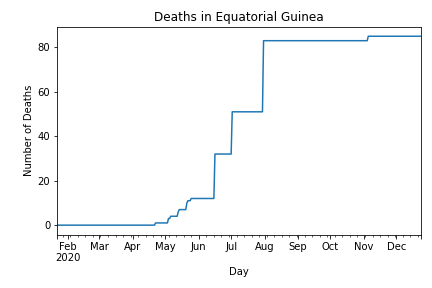 Deaths in Equatorial Guinea
Number of Deaths
80
60
40
20
0
Feb Mar Apr May Jun Jul Aug Sep Oct Nov Dec
2020
Day